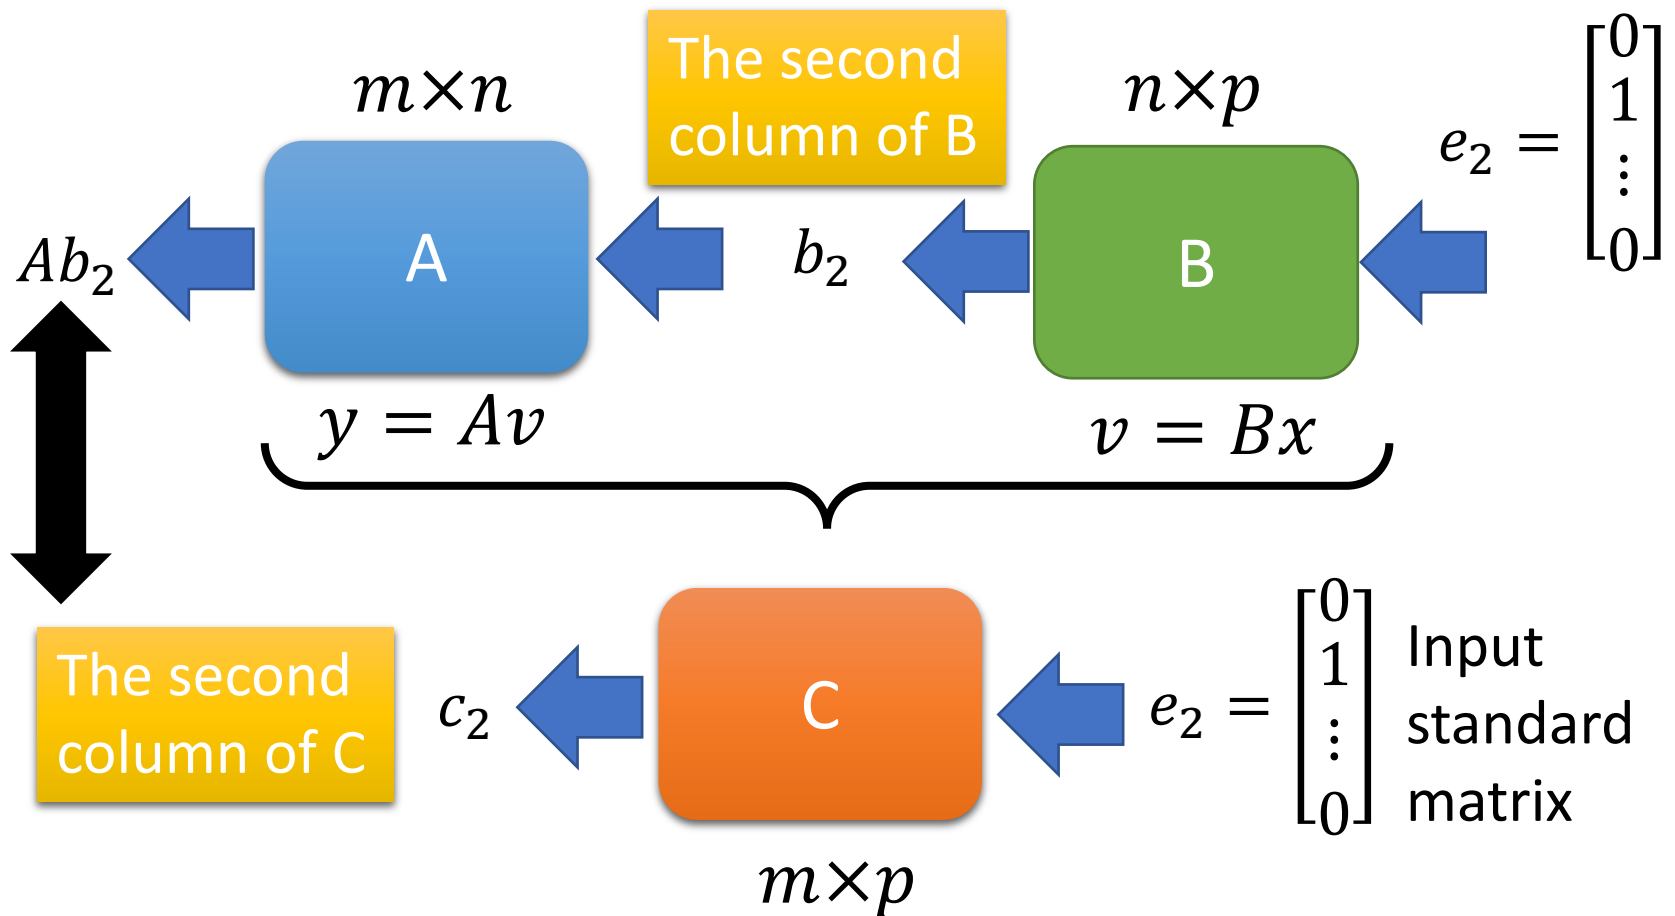 The second
column of B
m×n
n×p
e₂ = [0 1 ⋮ 0]
Ab₂
A
b₂
B
y = Av
v = Bx
The second
column of C
c₂
C
e₂ = [0 1 ⋮ 0]
Input
standard
matrix
m×p